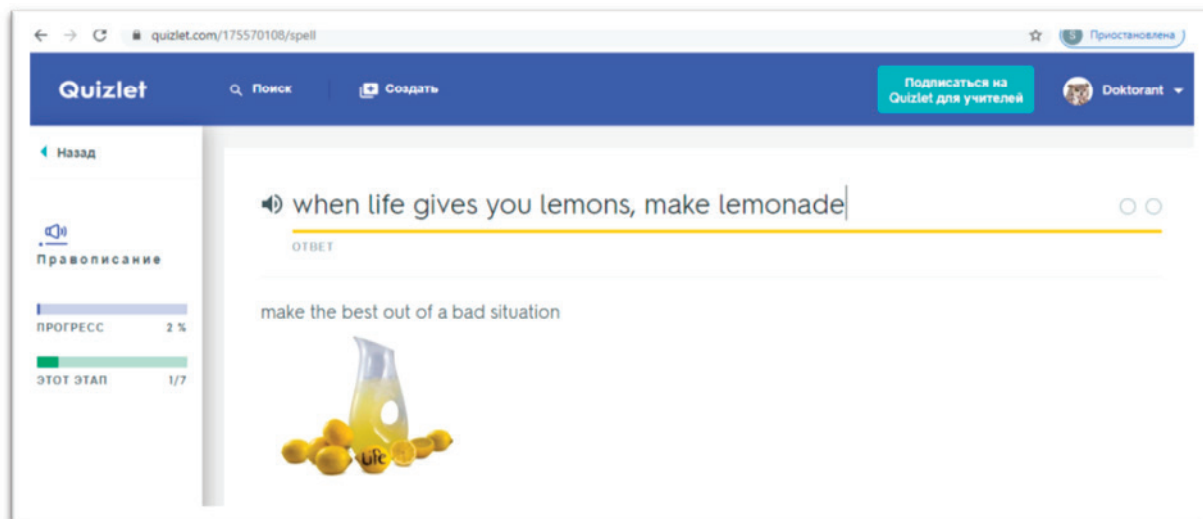 quizlet.com/175570108/spell
S Приостановлена
Quizlet
Поиск
Создать
Подписаться на
Quizlet для учителей
Doktorant
Назад
when life gives you lemons, make lemonade
ОТВЕТ
Правописание
make the best out of a bad situation
ПРОГРЕСС 2 %
ЭТОТ ЭТАП 1/7
Life